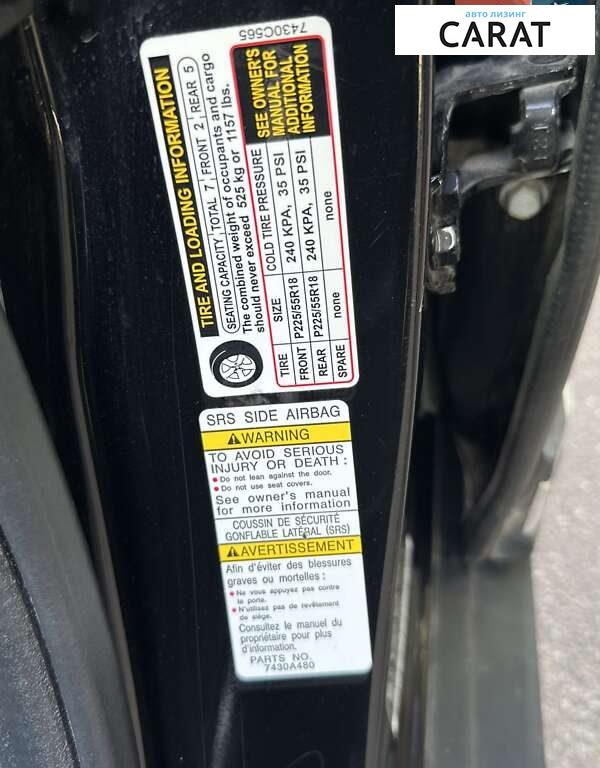 авто лизинг
CARAT
7430C565
TIRE AND LOADING INFORMATION
SEATING CAPACITY TOTAL 7 FRONT 2 REAR 5
The combined weight of occupants and cargo
should never exceed 525 kg or 1157 lbs.
TIRE SIZE COLD TIRE PRESSURE
FRONT P225/55R18 240 KPA, 35 PSI
REAR P225/55R18 240 KPA, 35 PSI
SPARE none none
SEE OWNER'S
MANUAL FOR
ADDITIONAL
INFORMATION
SRS SIDE AIRBAG
WARNING
TO AVOID SERIOUS
INJURY OR DEATH :
• Do not lean against the door.
• Do not use seat covers.
See owner's manual
for more information
COUSSIN DE SÉCURITÉ
GONFLABLE LATÉRAL (SRS)
AVERTISSEMENT
Afin d'éviter des blessures
graves ou mortelles :
• Ne vous appuyez pas contre
la porte.
• N'utilisez pas de revêtement
de siège.
Consultez le manuel du
propriétaire pour plus
d'information.
PARTS NO.
7430A480